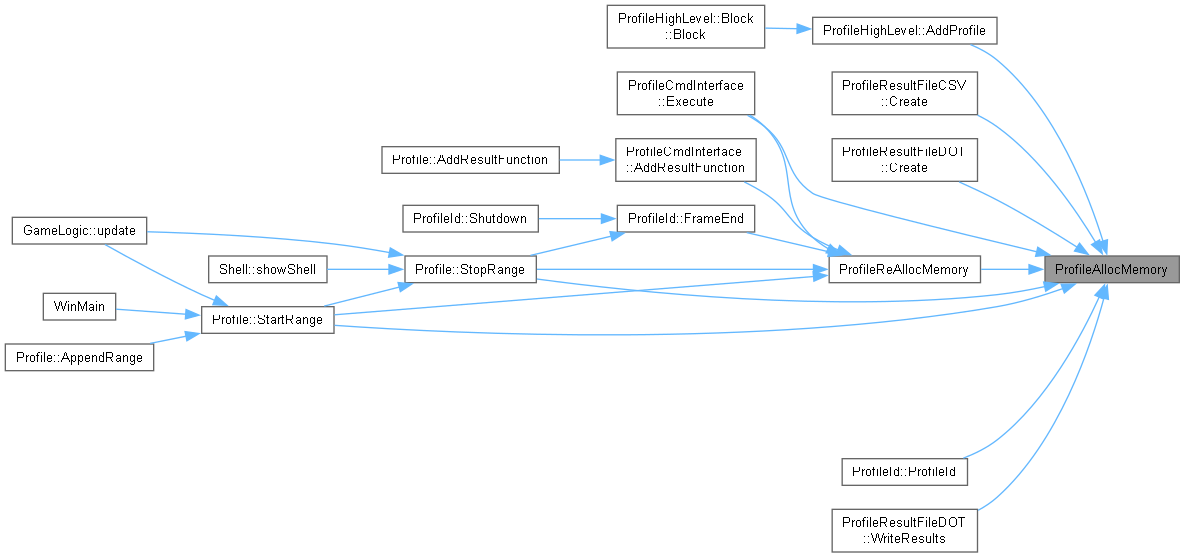 ProfileHighLevel::Block
::Block
ProfileHighLevel::AddProfile
ProfileCmdInterface
::Execute
ProfileResultFileCSV
::Create
Profile::AddResultFunction
ProfileCmdInterface
::AddResultFunction
ProfileResultFileDOT
::Create
ProfileId::Shutdown
ProfileId::FrameEnd
GameLogic::update
Shell::showShell
Profile::StopRange
ProfileReAllocMemory
ProfileAllocMemory
WinMain
Profile::StartRange
Profile::AppendRange
ProfileId::ProfileId
ProfileResultFileDOT
::WriteResults